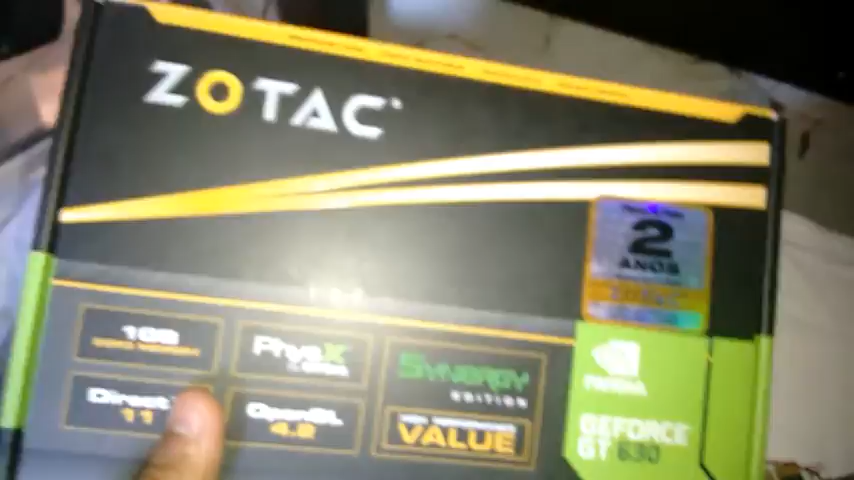 ZOTAC
2
ANOS
1GB
PhysX
SYNERGY
EDITION
VALUE
DirectX
11
OpenGL
4.2
NVIDIA
GEFORCE
GT 630